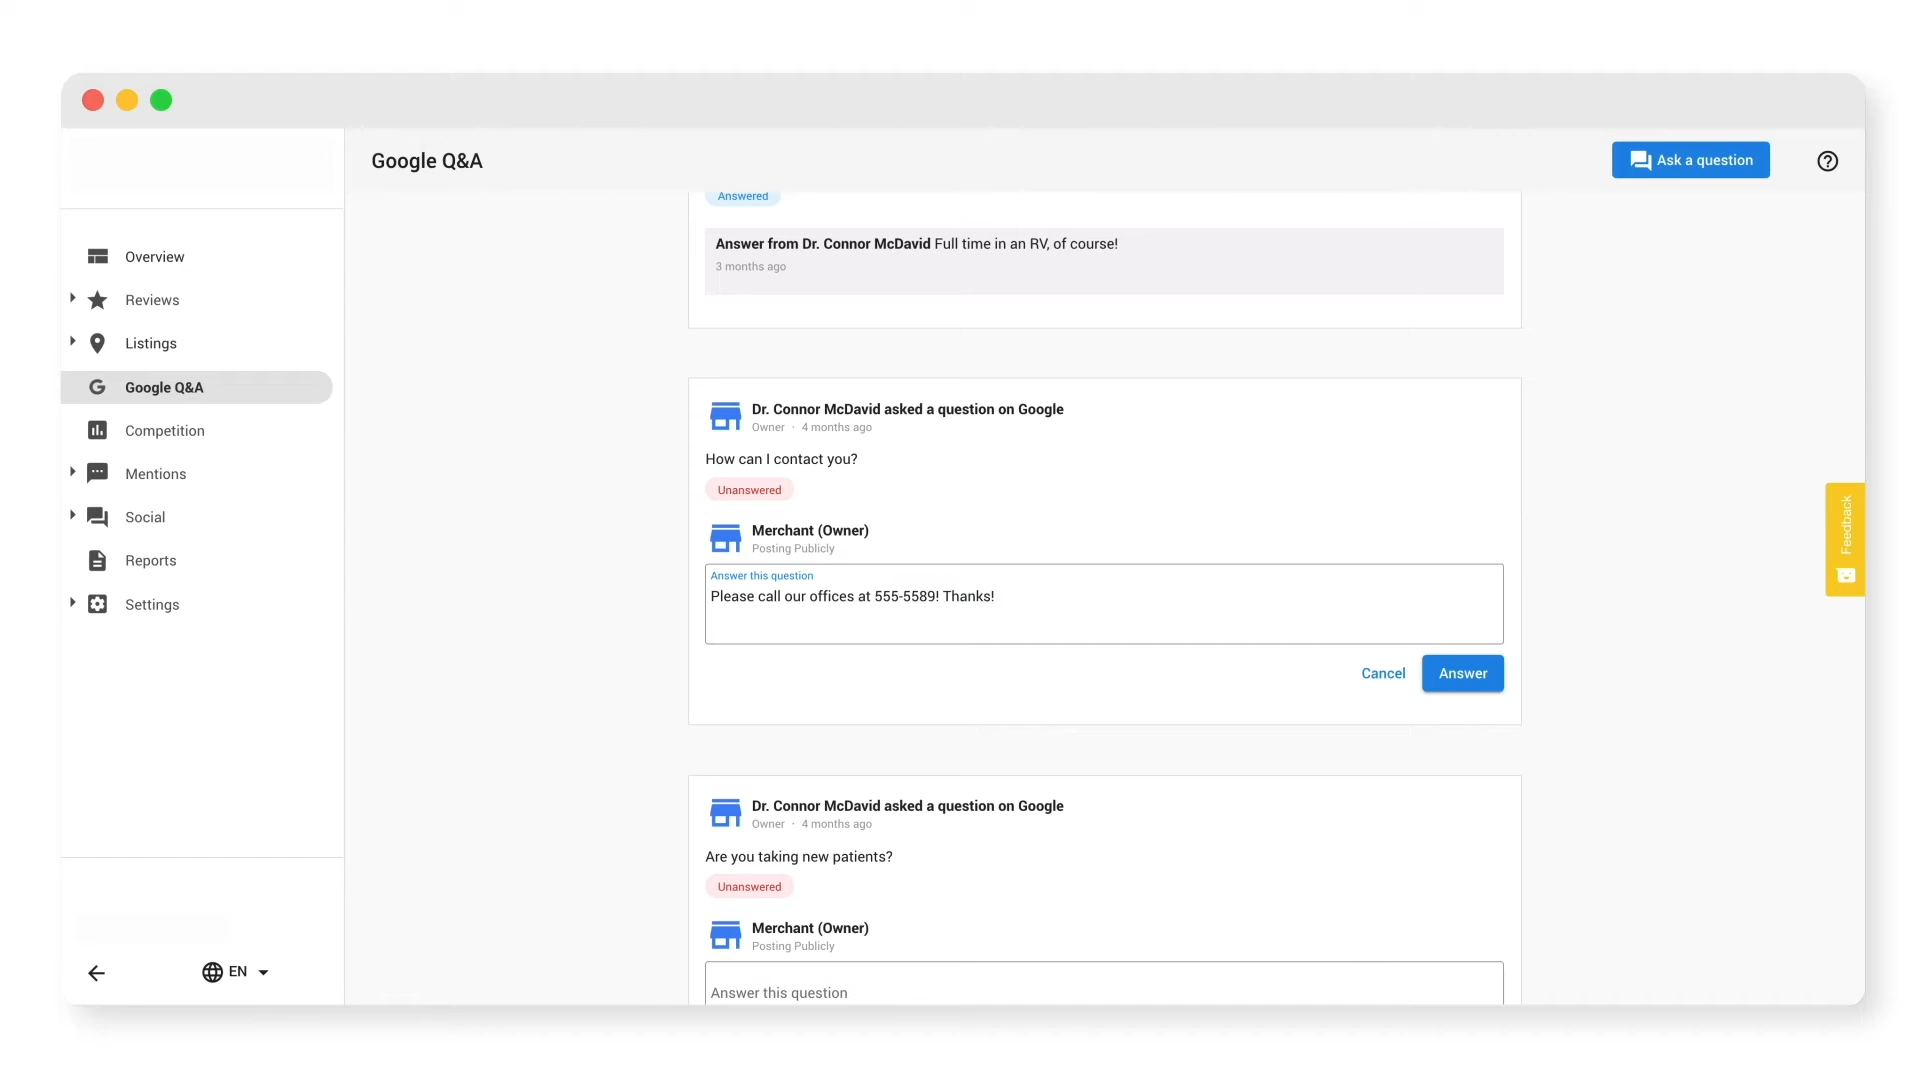 Google Q&A
Ask a question
Overview
Reviews
Listings
Google Q&A
Competition
Mentions
Social
Reports
Settings
EN
Answered
Answer from Dr. Connor McDavid Full time in an RV, of course!
3 months ago
Dr. Connor McDavid asked a question on Google
Owner · 4 months ago
How can I contact you?
Unanswered
Merchant (Owner)
Posting Publicly
Answer this question
Please call our offices at 555-5589! Thanks!
Cancel
Answer
Dr. Connor McDavid asked a question on Google
Owner · 4 months ago
Are you taking new patients?
Unanswered
Merchant (Owner)
Posting Publicly
Answer this question
Feedback